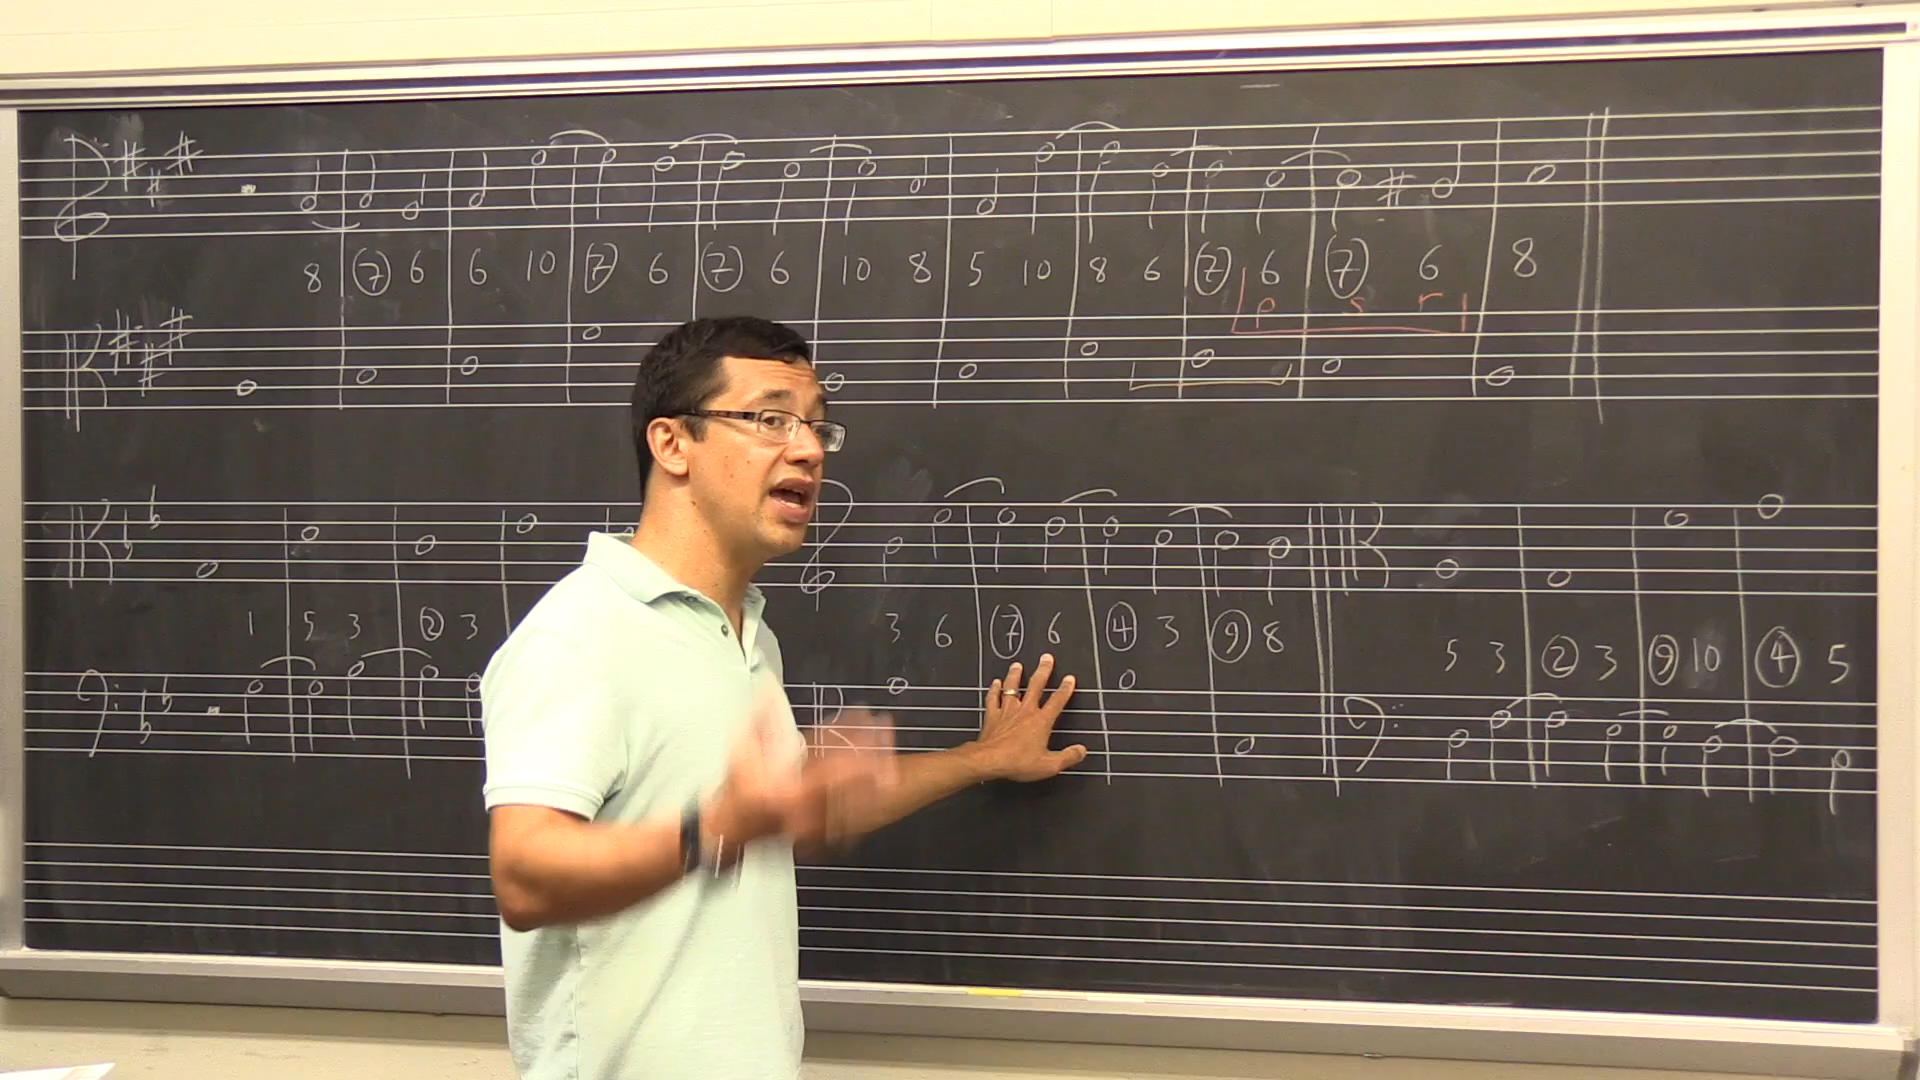 8 ⑦ 6 6 10 ⑦ 6 ⑦ 6 10 8 5 10 8 6 ⑦ 6 ⑦ 6 8
p s r
1 5 3 ② 3 3 6 ⑦ 6 ④ 3 ⑨ 8 5 3 ② 3 ⑨ 10 ④ 5